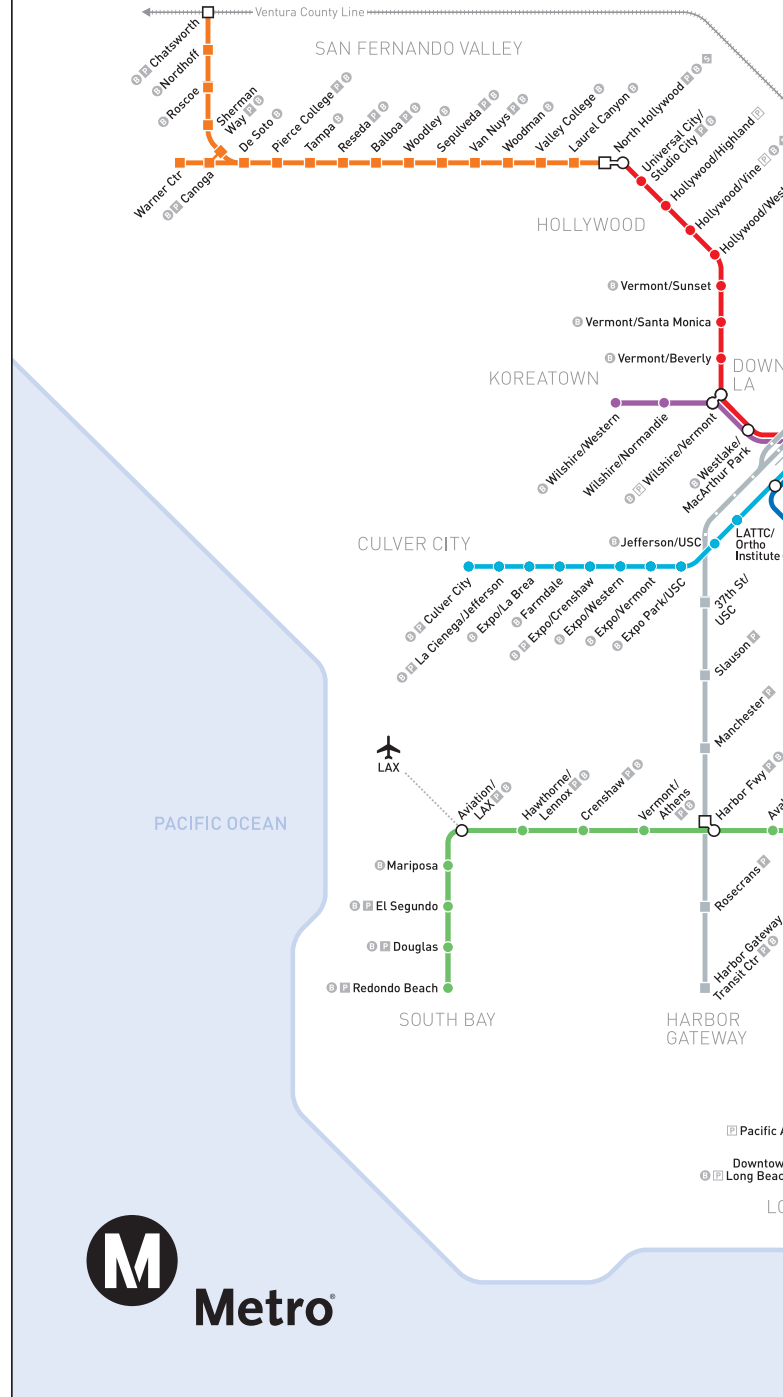 Ventura County Line
SAN FERNANDO VALLEY
B P Chatsworth
B Nordhoff
B Roscoe
Sherman
Way P B
De Soto B
Pierce College P B
Tampa B
Reseda P B
Balboa P B
Woodley B
Sepulveda P B
Van Nuys P B
Woodman B
Valley College B
Laurel Canyon B
North Hollywood P B
Universal City/
Studio City P B
Hollywood/Highland P
Hollywood/Vine P B
Hollywood/Wes
Warner Ctr
B P Canoga
HOLLYWOOD
B Vermont/Sunset
B Vermont/Santa Monica
B Vermont/Beverly
KOREATOWN
DOWN
LA
B Wilshire/Western
Wilshire/Normandie
B P Wilshire/Vermont
B Westlake/
MacArthur Park
CULVER CITY
B Jefferson/USC
LATTC/
Ortho
Institute
B P Culver City
B P La Cienega/Jefferson
B Expo/La Brea
B Farmdale
B P Expo/Crenshaw
B Expo/Western
B Expo/Vermont
B Expo Park/USC
37th St/
USC
Slauson P
Manchester P
LAX
PACIFIC OCEAN
Aviation/
LAX P B
Hawthorne/
Lennox P B
Crenshaw P B
Vermont/
Athens
P B
Harbor Fwy P B
Ava
B Mariposa
B P El Segundo
B P Douglas
B P Redondo Beach
Rosecrans P
Harbor Gateway
Transit Ctr P B
SOUTH BAY
HARBOR
GATEWAY
P Pacific A
Downtow
B P Long Beac
LO
M
Metro